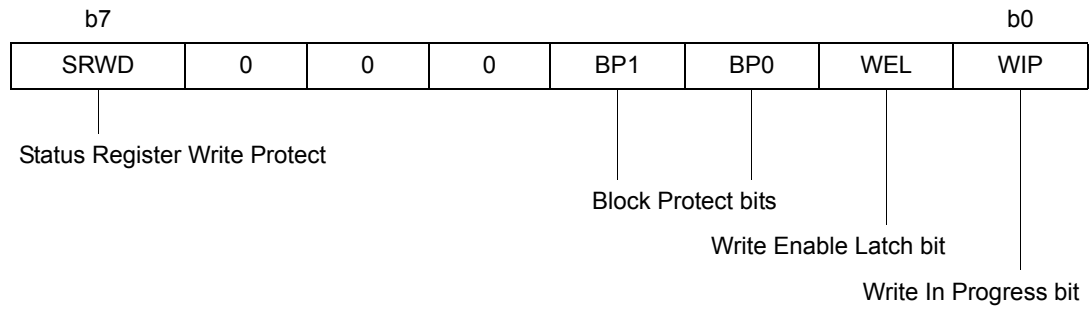 b7 b0
SRWD 0 0 0 BP1 BP0 WEL WIP
Status Register Write Protect
Block Protect bits
Write Enable Latch bit
Write In Progress bit